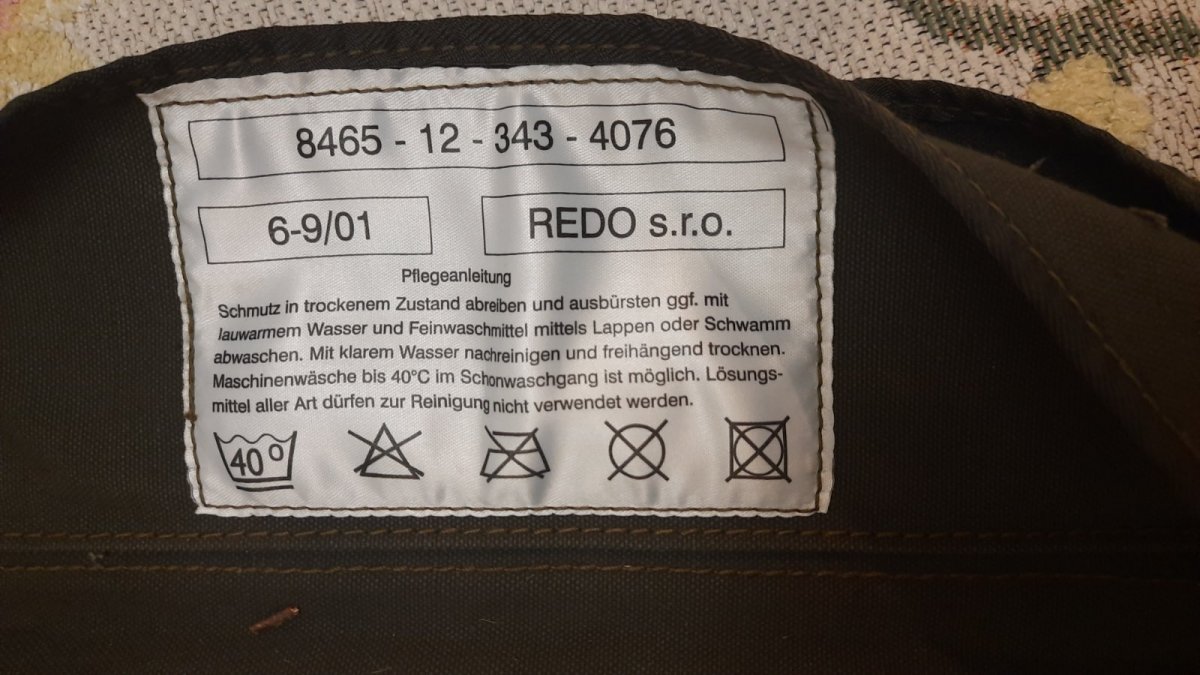 8465 - 12 - 343 - 4076
6-9/01 REDO s.r.o.
Pflegeanleitung
Schmutz in trockenem Zustand abreiben und ausbürsten ggf. mit
lauwarmem Wasser und Feinwaschmittel mittels Lappen oder Schwamm
abwaschen. Mit klarem Wasser nachreinigen und freihängend trocknen.
Maschinenwäsche bis 40°C im Schonwaschgang ist möglich. Lösungs-
mittel aller Art dürfen zur Reinigung nicht verwendet werden.
40°